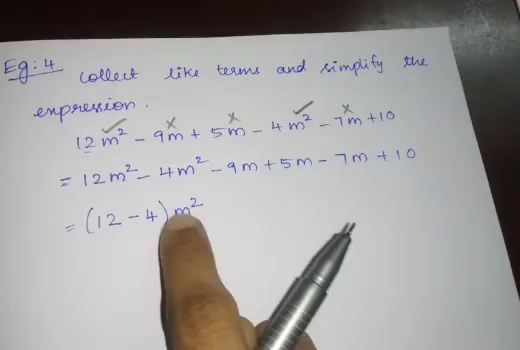 Eg: 4 collect like terms and simplify the
expression.
12m² - 9m + 5m - 4m² - 7m + 10
= 12m² - 4m² - 9m + 5m - 7m + 10
= (12 - 4)m²